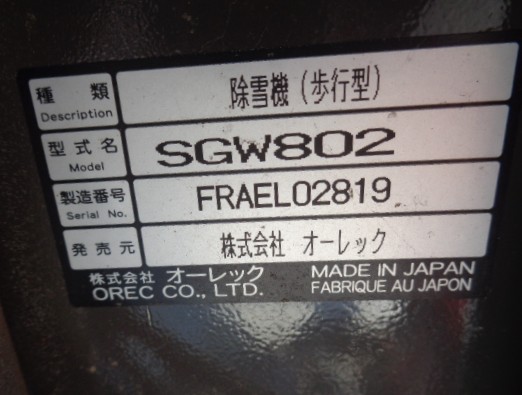 種類 除雪機(歩行型)
Description
型式名 SGW802
Model
製造番号 FRAEL02819
Serial No.
発売元 株式会社 オーレック
株式会社 オーレック MADE IN JAPAN
OREC CO., LTD. FABRIQUE AU JAPON